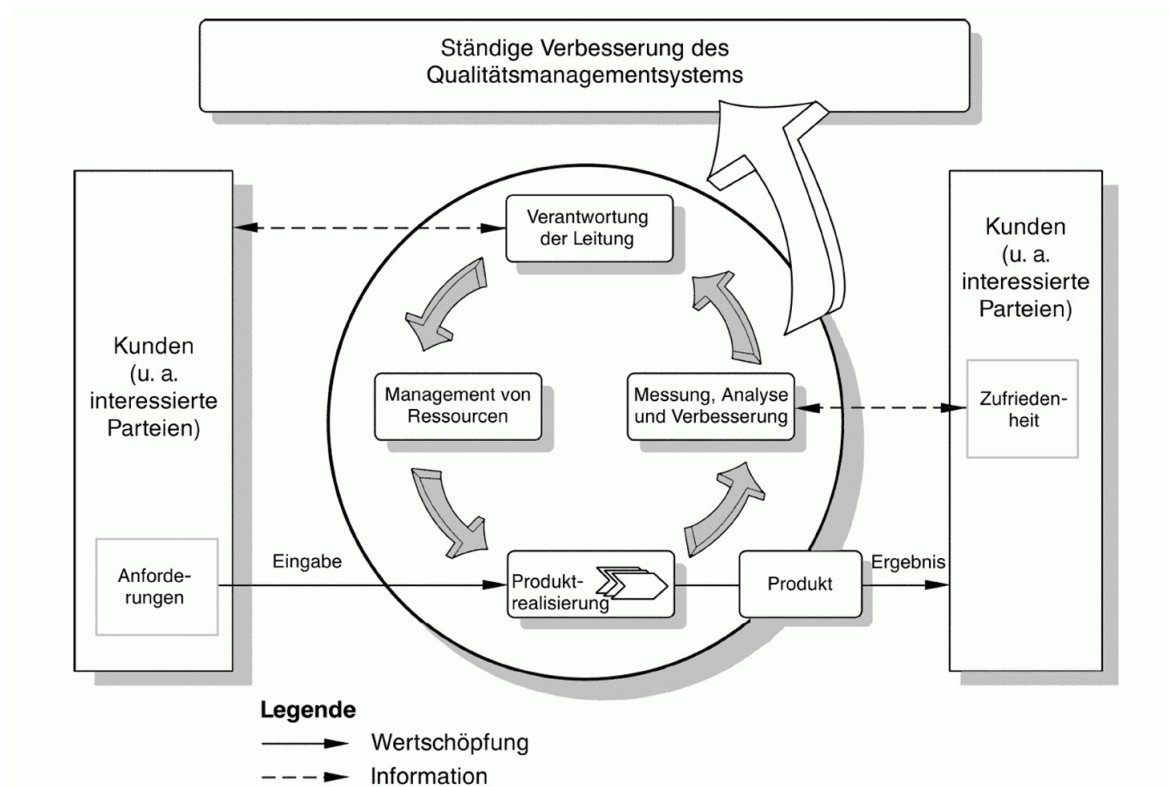 Ständige Verbesserung des
Qualitätsmanagementsystems
Kunden
(u. a.
interessierte
Parteien)
Anforde-
rungen
Eingabe
Verantwortung
der Leitung
Management von
Ressourcen
Messung, Analyse
und Verbesserung
Produkt-
realisierung
Produkt
Ergebnis
Kunden
(u. a.
interessierte
Parteien)
Zufrieden-
heit
Legende
Wertschöpfung
Information